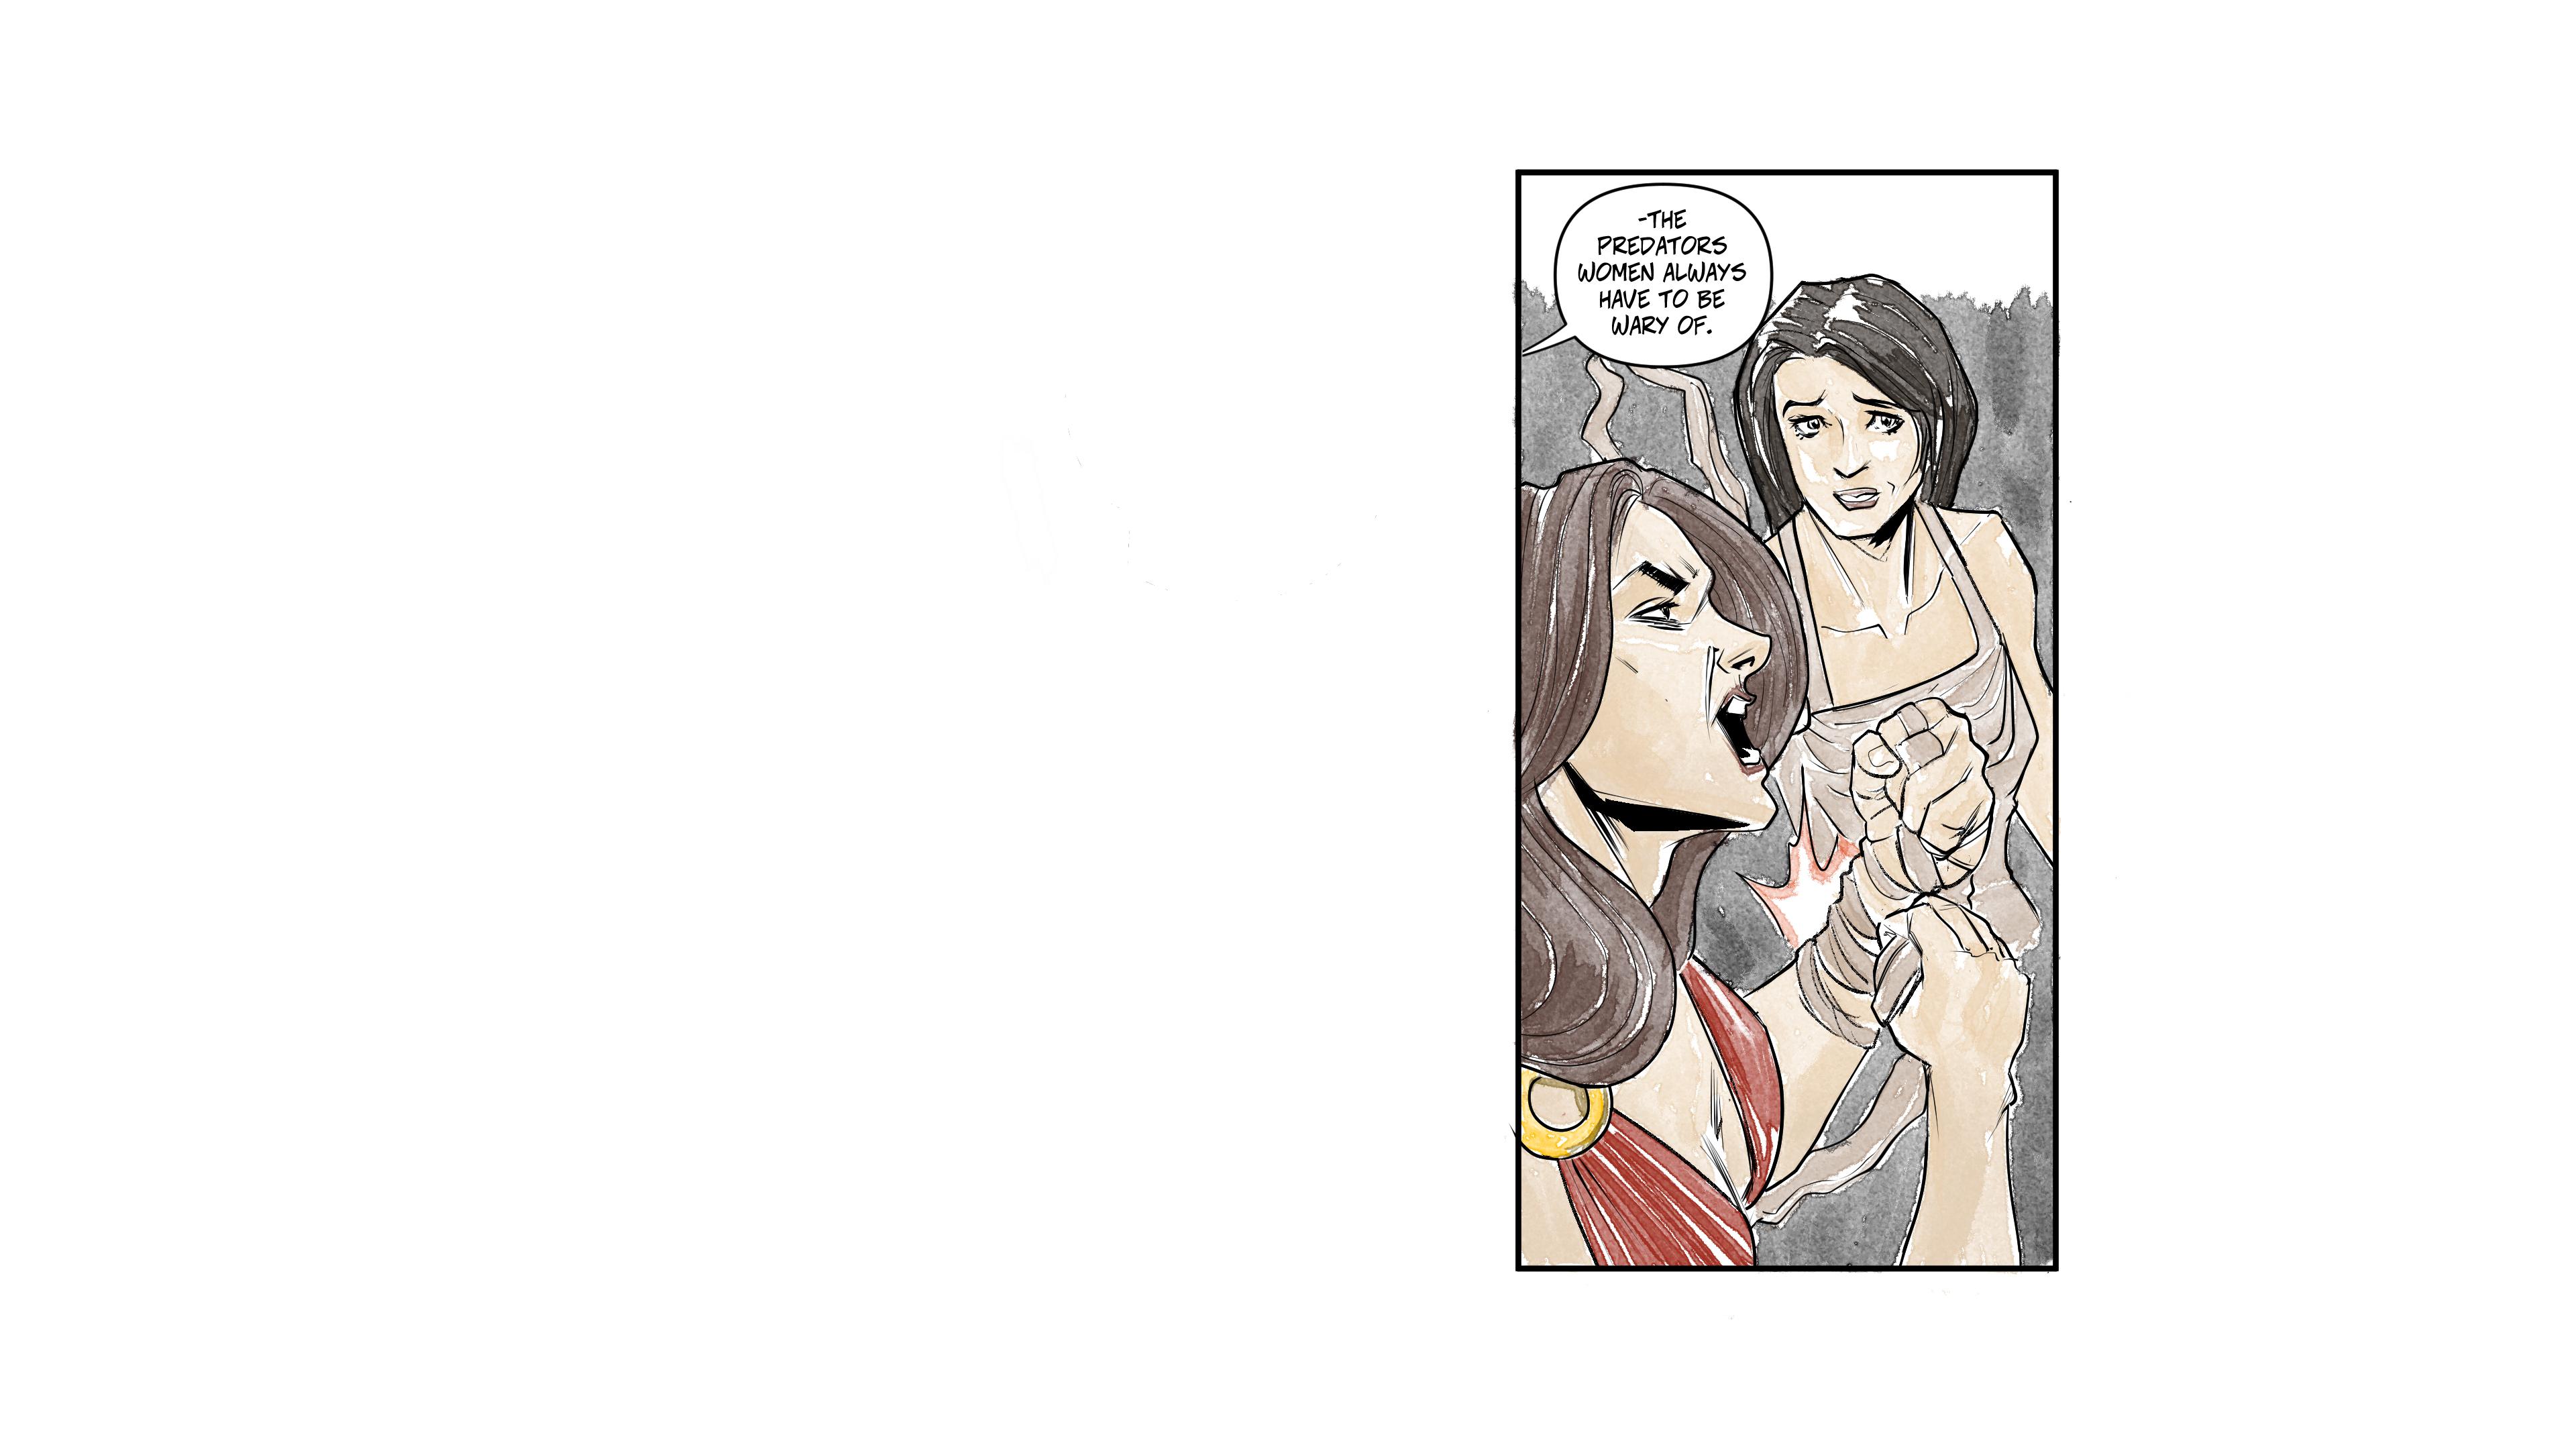 -THE
PREDATORS
WOMEN ALWAYS
HAVE TO BE
WARY OF.